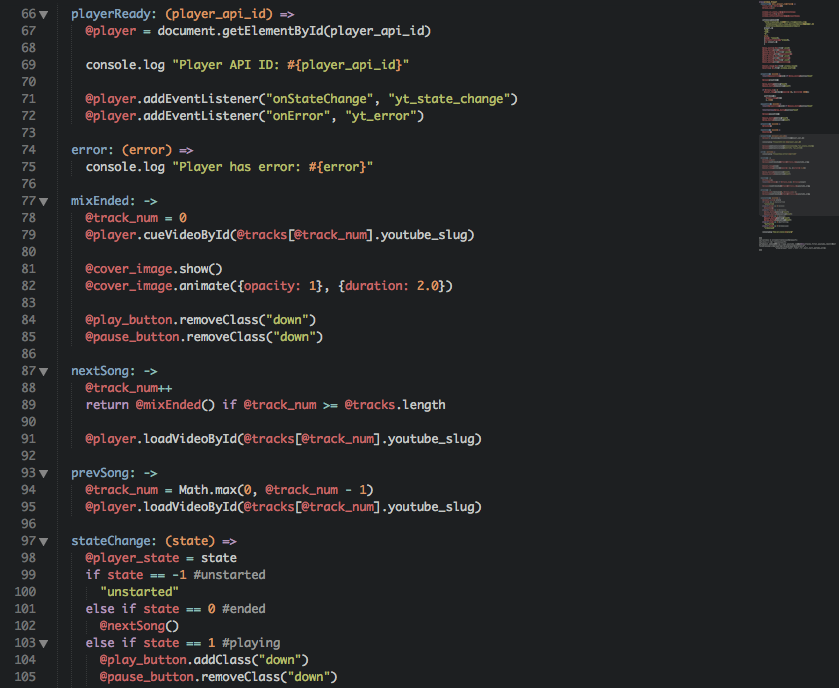 66 playerReady: (player_api_id) =>
67 @player = document.getElementById(player_api_id)
68
69 console.log "Player API ID: #{player_api_id}"
70
71 @player.addEventListener("onStateChange", "yt_state_change")
72 @player.addEventListener("onError", "yt_error")
73
74 error: (error) =>
75 console.log "Player has error: #{error}"
76
77 mixEnded: ->
78 @track_num = 0
79 @player.cueVideoById(@tracks[@track_num].youtube_slug)
80
81 @cover_image.show()
82 @cover_image.animate({opacity: 1}, {duration: 2.0})
83
84 @play_button.removeClass("down")
85 @pause_button.removeClass("down")
86
87 nextSong: ->
88 @track_num++
89 return @mixEnded() if @track_num >= @tracks.length
90
91 @player.loadVideoById(@tracks[@track_num].youtube_slug)
92
93 prevSong: ->
94 @track_num = Math.max(0, @track_num - 1)
95 @player.loadVideoById(@tracks[@track_num].youtube_slug)
96
97 stateChange: (state) =>
98 @player_state = state
99 if state == -1 #unstarted
100 "unstarted"
101 else if state == 0 #ended
102 @nextSong()
103 else if state == 1 #playing
104 @play_button.addClass("down")
105 @pause_button.removeClass("down")